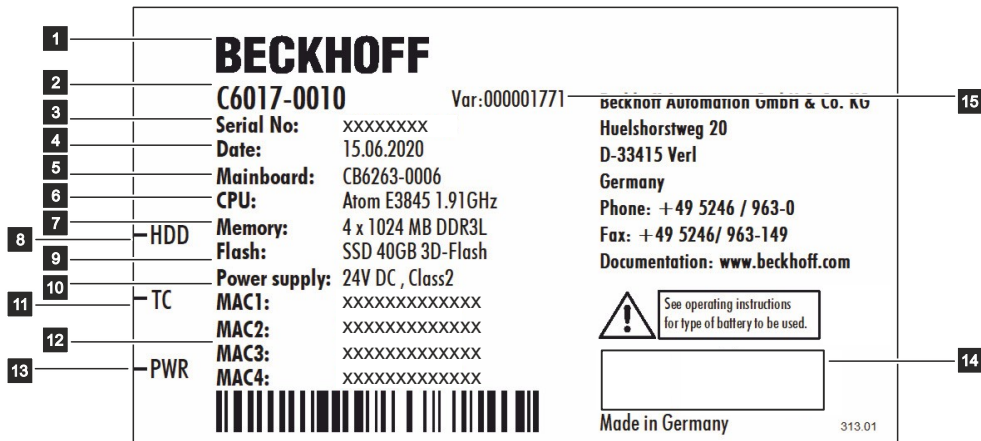 1
BECKHOFF
2
C6017-0010 Var:000001771
15
3
Serial No: XXXXXXXX
4
Date: 15.06.2020
5
Mainboard: CB6263-0006
6
CPU: Atom E3845 1.91GHz
7
Memory: 4 x 1024 MB DDR3L
8
HDD
9
Flash: SSD 40GB 3D-Flash
10
Power supply: 24V DC , Class2
11
TC
MAC1: XXXXXXXXXXXXX
MAC2: XXXXXXXXXXXXX
12
MAC3: XXXXXXXXXXXXX
13
PWR
MAC4: XXXXXXXXXXXXX
Beckhoff Automation GmbH & Co. KG
Huelshorstweg 20
D-33415 Verl
Germany
Phone: +49 5246 / 963-0
Fax: +49 5246/ 963-149
Documentation: www.beckhoff.com
See operating instructions
for type of battery to be used.
14
Made in Germany
313.01